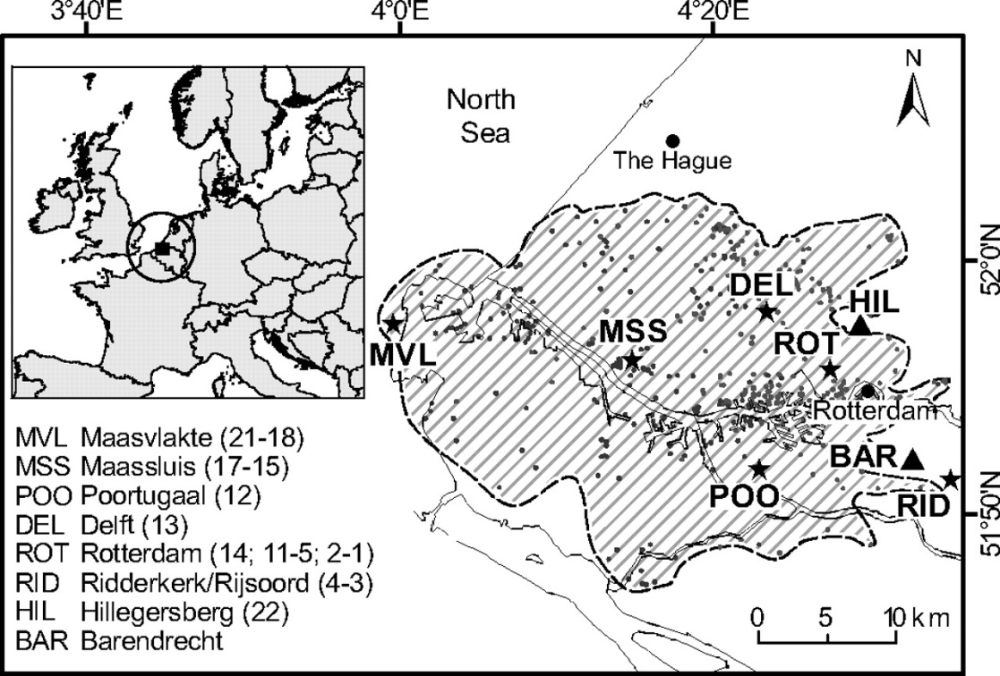 3°40'E 4°0'E 4°20'E
North
Sea
N
The Hague
52°0'N
DEL
HIL
MSS
ROT
MVL
Rotterdam
BAR
POO
RID
51°50'N
MVL Maasvlakte (21-18)
MSS Maassluis (17-15)
POO Poortugaal (12)
DEL Delft (13)
ROT Rotterdam (14; 11-5; 2-1)
RID Ridderkerk/Rijsoord (4-3)
HIL Hillegersberg (22)
BAR Barendrecht
0 5 10 km